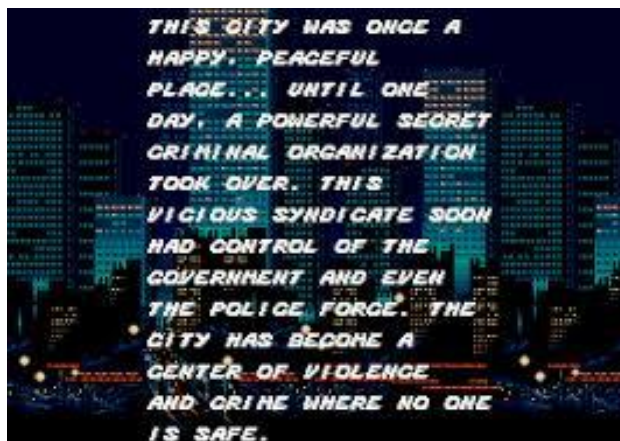 THIS CITY WAS ONCE A
HAPPY, PEACEFUL
PLACE... UNTIL ONE
DAY, A POWERFUL SECRET
CRIMINAL ORGANIZATION
TOOK OVER. THIS
VICIOUS SYNDICATE SOON
HAD CONTROL OF THE
GOVERNMENT AND EVEN
THE POLICE FORCE. THE
CITY HAS BECOME A
CENTER OF VIOLENCE
AND CRIME WHERE NO ONE
IS SAFE.